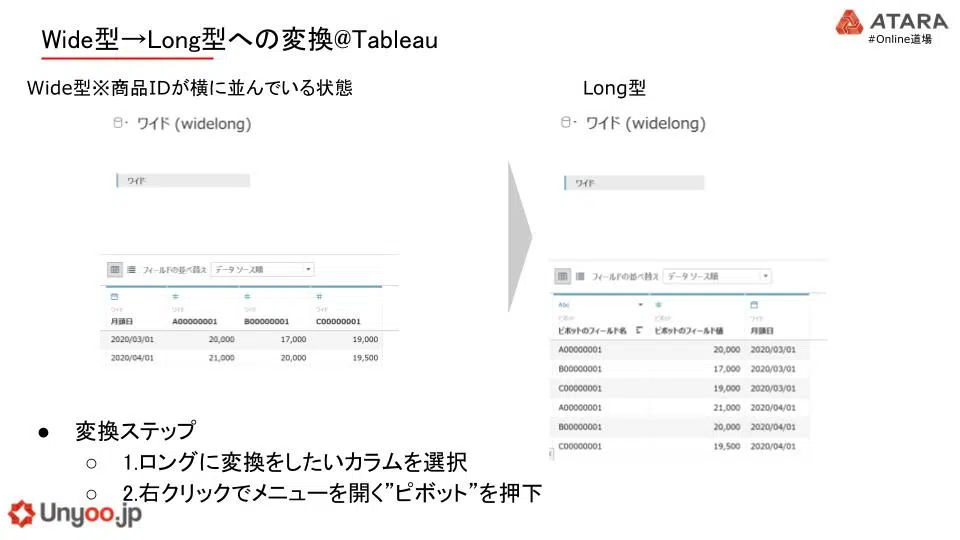 Wide型→Long型への変換@Tableau
ATARA
#Online道場
Wide型※商品IDが横に並んでいる状態
ワイド (widelong)
ワイド
フィールドの並べ替え データ ソース順
ワイド ワイド ワイド ワイド
月頭日 A00000001 B00000001 C00000001
2020/03/01 20,000 17,000 19,000
2020/04/01 21,000 20,000 19,500
Long型
ワイド (widelong)
ワイド
フィールドの並べ替え データ ソース順
Abc
ピボット ピボット ワイド
ピボットのフィールド名 ピボットのフィールド値 月頭日
A00000001 20,000 2020/03/01
B00000001 17,000 2020/03/01
C00000001 19,000 2020/03/01
A00000001 21,000 2020/04/01
B00000001 20,000 2020/04/01
C00000001 19,500 2020/04/01
● 変換ステップ
○ 1.ロングに変換をしたいカラムを選択
○ 2.右クリックでメニューを開く”ピボット”を押下
Unyoo.jp